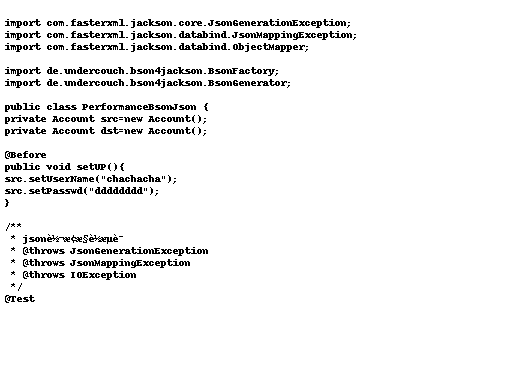 import com.fasterxml.jackson.core.JsonGenerationException;
import com.fasterxml.jackson.databind.JsonMappingException;
import com.fasterxml.jackson.databind.ObjectMapper;
import de.undercouch.bson4jackson.BsonFactory;
import de.undercouch.bson4jackson.BsonGenerator;
public class PerformanceBsonJson {
private Account src=new Account();
private Account dst=new Account();
@Before
public void setUP(){
src.setUserName("chachacha");
src.setPasswd("dddddddd");
}
/**
* json
* @throws JsonGenerationException
* @throws JsonMappingException
* @throws IOException
*/
@Test